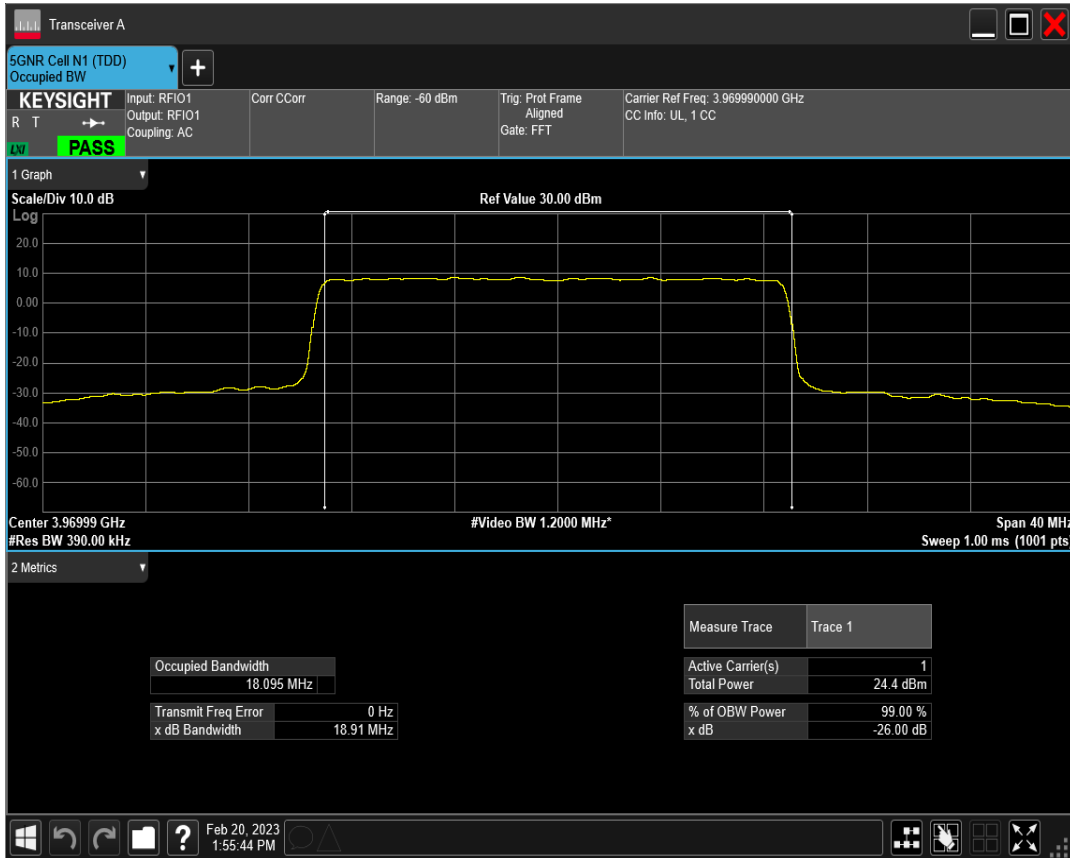 Transceiver A
5GNR Cell N1 (TDD)
Occupied BW
+
KEYSIGHT
R T
LXI
PASS
Input: RFIO1
Output: RFIO1
Coupling: AC
Corr CCorr
Range: -60 dBm
Trig: Prot Frame
Aligned
Gate: FFT
Carrier Ref Freq: 3.969990000 GHz
CC Info: UL, 1 CC
1 Graph
Scale/Div 10.0 dB
Ref Value 30.00 dBm
Log
20.0
10.0
0.00
-10.0
-20.0
-30.0
-40.0
-50.0
-60.0
Center 3.96999 GHz
#Video BW 1.2000 MHz*
Span 40 MHz
#Res BW 390.00 kHz
Sweep 1.00 ms (1001 pts)
2 Metrics
Measure Trace Trace 1
Occupied Bandwidth
18.095 MHz
Active Carrier(s) 1
Total Power 24.4 dBm
Transmit Freq Error 0 Hz
x dB Bandwidth 18.91 MHz
% of OBW Power 99.00 %
x dB -26.00 dB
?
Feb 20, 2023
1:55:44 PM